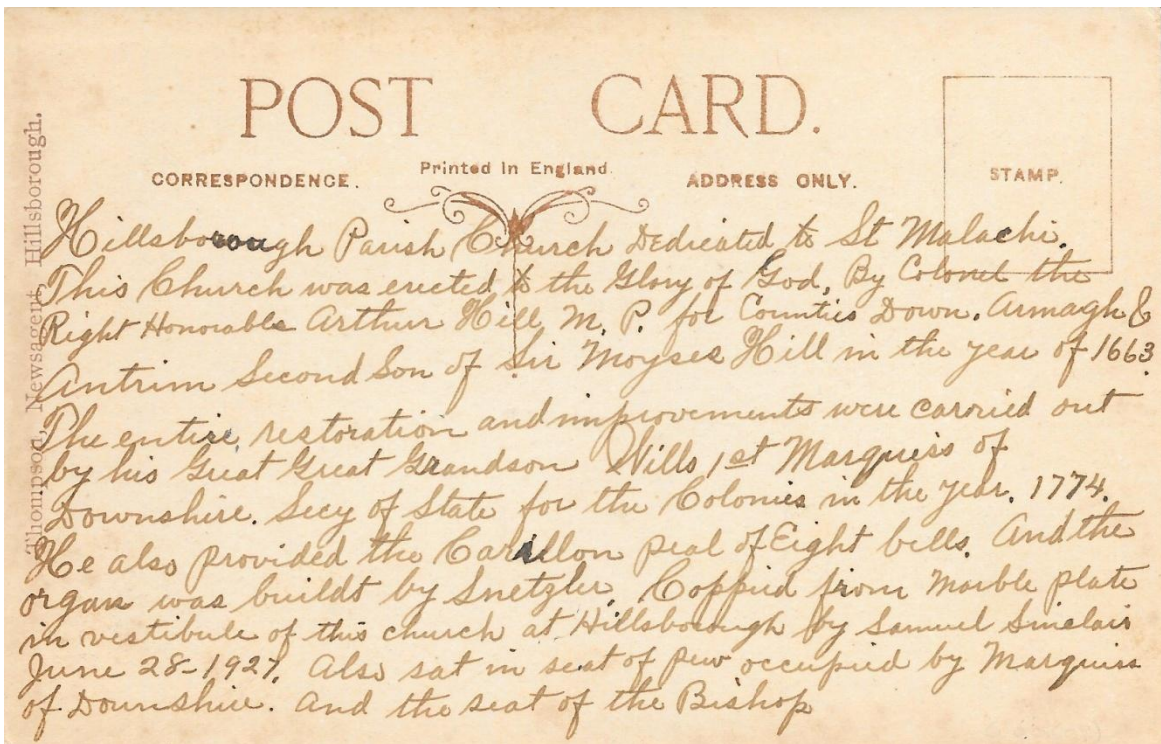 POST CARD.
Printed in England.
CORRESPONDENCE.
ADDRESS ONLY.
STAMP.
Thompson, Newsagent, Hillsborough.
Hillsborough Parish Church Dedicated to St Malachi.
This Church was erected to the Glory of God, By Colonel the
Right Honorable Arthur Hill, M. P. for Counties Down. Armagh &
Antrim Second Son of Sir Moyses Hill in the year of 1663.
The entire restoration and improvements were carried out
by his Great Great Grandson Wills 1st Marquiss of
Downshire. Secy of State for the Colonies in the year. 1774.
He also provided the Carillon peal of Eight bells. And the
organ was buildt by Snetzler. Coppied from Marble plate
in vestibule of this church at Hillsborough by Samuel Sinclair
June 28-1927. Also sat in seat of pew occupied by Marquiss
of Downshire. And the seat of the Bishop